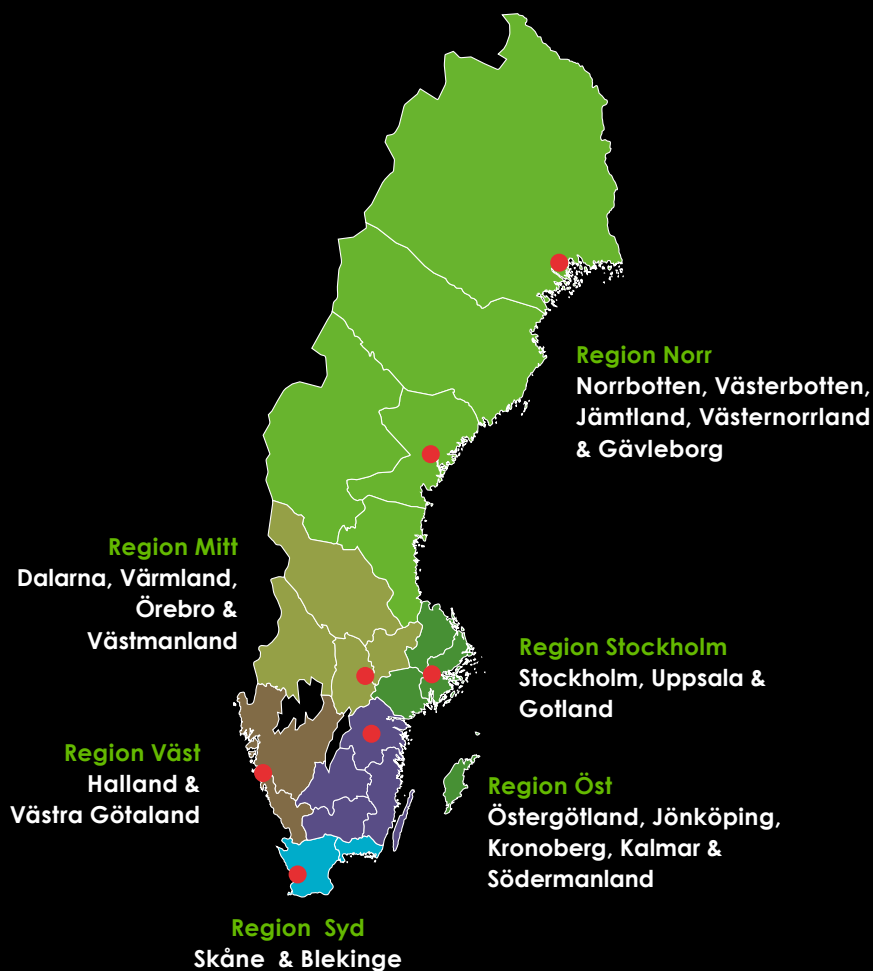 Region Norr
Norrbotten, Västerbotten,
Jämtland, Västernorrland
& Gävleborg
Region Mitt
Dalarna, Värmland,
Örebro &
Västmanland
Region Stockholm
Stockholm, Uppsala &
Gotland
Region Väst
Halland &
Västra Götaland
Region Öst
Östergötland, Jönköping,
Kronoberg, Kalmar &
Södermanland
Region Syd
Skåne & Blekinge